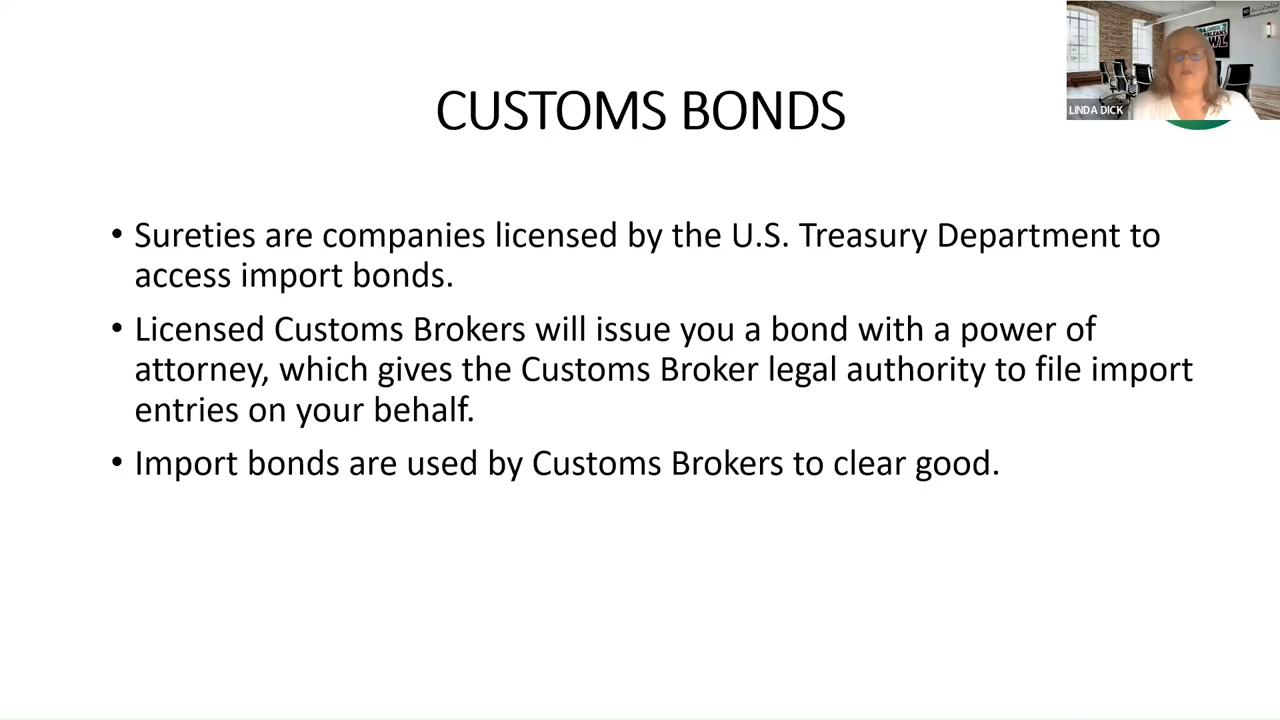 CUSTOMS BONDS
LINDA DICK
• Sureties are companies licensed by the U.S. Treasury Department to
access import bonds.
• Licensed Customs Brokers will issue you a bond with a power of
attorney, which gives the Customs Broker legal authority to file import
entries on your behalf.
• Import bonds are used by Customs Brokers to clear good.